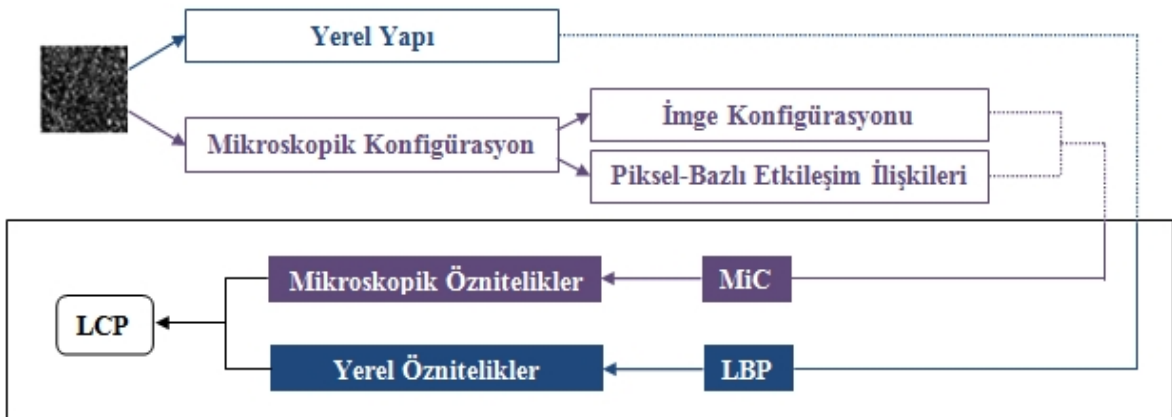 Yerel Yapı
İmge Konfigürasyonu
Mikroskopik Konfigürasyon
Piksel-Bazlı Etkileşim İlişkileri
Mikroskopik Öznitelikler
MiC
LCP
Yerel Öznitelikler
LBP